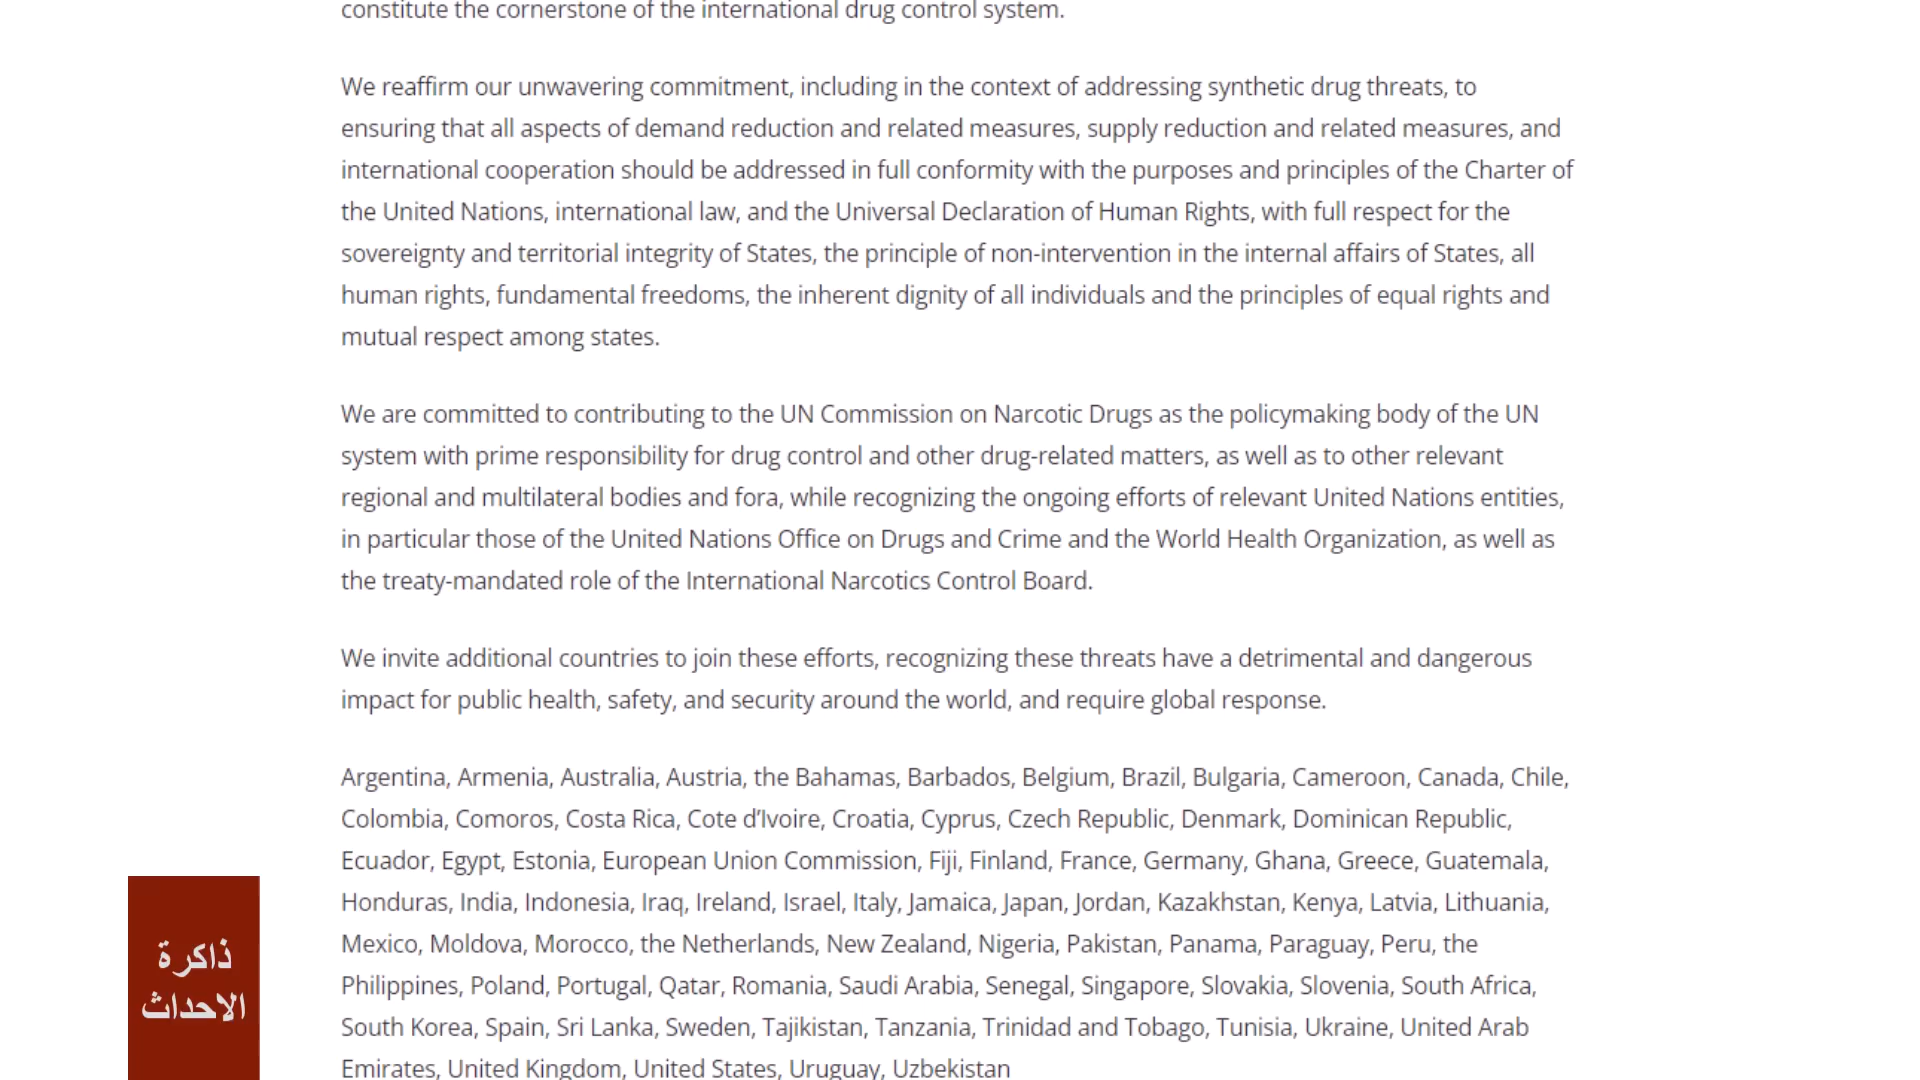 constitute the cornerstone of the international drug control system.
We reaffirm our unwavering commitment, including in the context of addressing synthetic drug threats, to
ensuring that all aspects of demand reduction and related measures, supply reduction and related measures, and
international cooperation should be addressed in full conformity with the purposes and principles of the Charter of
the United Nations, international law, and the Universal Declaration of Human Rights, with full respect for the
sovereignty and territorial integrity of States, the principle of non-intervention in the internal affairs of States, all
human rights, fundamental freedoms, the inherent dignity of all individuals and the principles of equal rights and
mutual respect among states.
We are committed to contributing to the UN Commission on Narcotic Drugs as the policymaking body of the UN
system with prime responsibility for drug control and other drug-related matters, as well as to other relevant
regional and multilateral bodies and fora, while recognizing the ongoing efforts of relevant United Nations entities,
in particular those of the United Nations Office on Drugs and Crime and the World Health Organization, as well as
the treaty-mandated role of the International Narcotics Control Board.
We invite additional countries to join these efforts, recognizing these threats have a detrimental and dangerous
impact for public health, safety, and security around the world, and require global response.
Argentina, Armenia, Australia, Austria, the Bahamas, Barbados, Belgium, Brazil, Bulgaria, Cameroon, Canada, Chile,
Colombia, Comoros, Costa Rica, Cote d’Ivoire, Croatia, Cyprus, Czech Republic, Denmark, Dominican Republic,
Ecuador, Egypt, Estonia, European Union Commission, Fiji, Finland, France, Germany, Ghana, Greece, Guatemala,
Honduras, India, Indonesia, Iraq, Ireland, Israel, Italy, Jamaica, Japan, Jordan, Kazakhstan, Kenya, Latvia, Lithuania,
Mexico, Moldova, Morocco, the Netherlands, New Zealand, Nigeria, Pakistan, Panama, Paraguay, Peru, the
Philippines, Poland, Portugal, Qatar, Romania, Saudi Arabia, Senegal, Singapore, Slovakia, Slovenia, South Africa,
South Korea, Spain, Sri Lanka, Sweden, Tajikistan, Tanzania, Trinidad and Tobago, Tunisia, Ukraine, United Arab
Emirates, United Kingdom, United States, Uruguay, Uzbekistan
ذاكرة
الاحداث